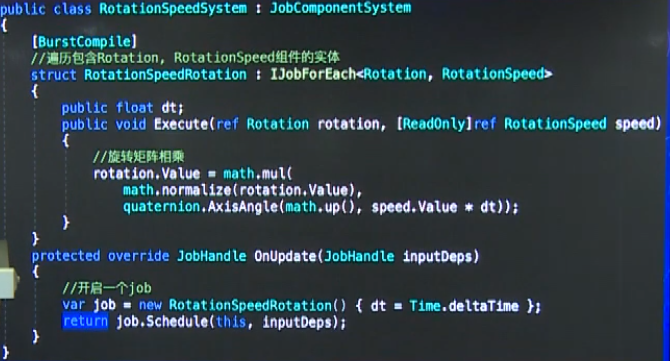 public class RotationSpeedSystem : JobComponentSystem
{
[BurstCompile]
//遍历包含Rotation, RotationSpeed组件的实体
struct RotationSpeedRotation : IJobForEach<Rotation, RotationSpeed>
{
public float dt;
public void Execute(ref Rotation rotation, [ReadOnly]ref RotationSpeed speed)
{
//旋转矩阵相乘
rotation.Value = math.mul(
math.normalize(rotation.Value),
quaternion.AxisAngle(math.up(), speed.Value * dt));
}
}
protected override JobHandle OnUpdate(JobHandle inputDeps)
{
//开启一个job
var job = new RotationSpeedRotation() { dt = Time.deltaTime };
return job.Schedule(this, inputDeps);
}
}